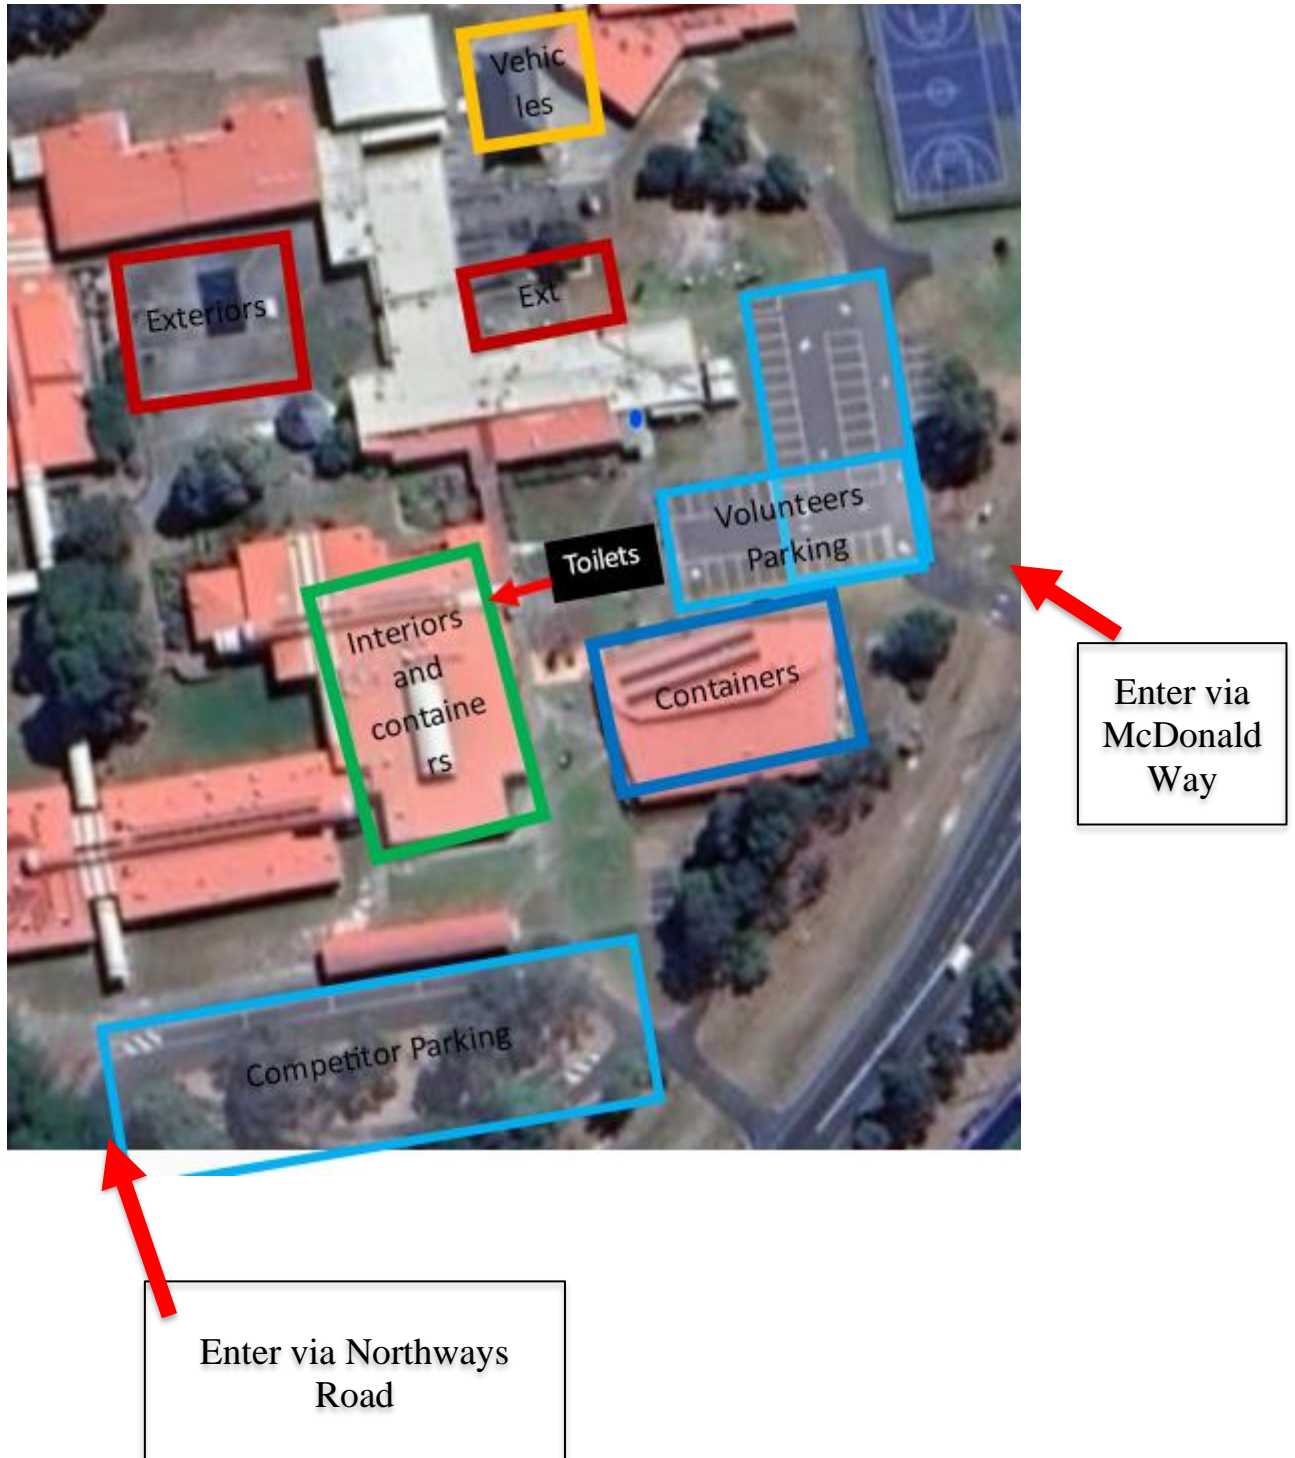 Vehic
les
Exteriors
Ext
Volunteers
Parking
Toilets
Interiors
and
containe
rs
Containers
Enter via
McDonald
Way
Competitor Parking
Enter via Northways
Road